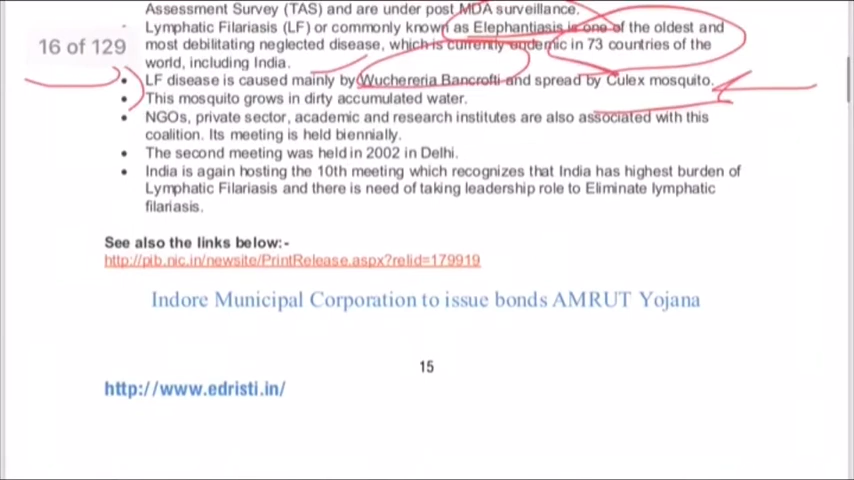 Assessment Survey (TAS) and are under post MDA surveillance.
Lymphatic Filariasis (LF) or commonly known as Elephantiasis is one of the oldest and
16 of 129
most debilitating neglected disease, which is currently endemic in 73 countries of the
world, including India.
• LF disease is caused mainly by Wuchereria Bancrofti and spread by Culex mosquito.
• This mosquito grows in dirty accumulated water.
• NGOs, private sector, academic and research institutes are also associated with this
coalition. Its meeting is held biennially.
• The second meeting was held in 2002 in Delhi.
• India is again hosting the 10th meeting which recognizes that India has highest burden of
Lymphatic Filariasis and there is need of taking leadership role to Eliminate lymphatic
filariasis.
See also the links below:-
http://pib.nic.in/newsite/PrintRelease.aspx?relid=179919
Indore Municipal Corporation to issue bonds AMRUT Yojana
15
http://www.edristi.in/